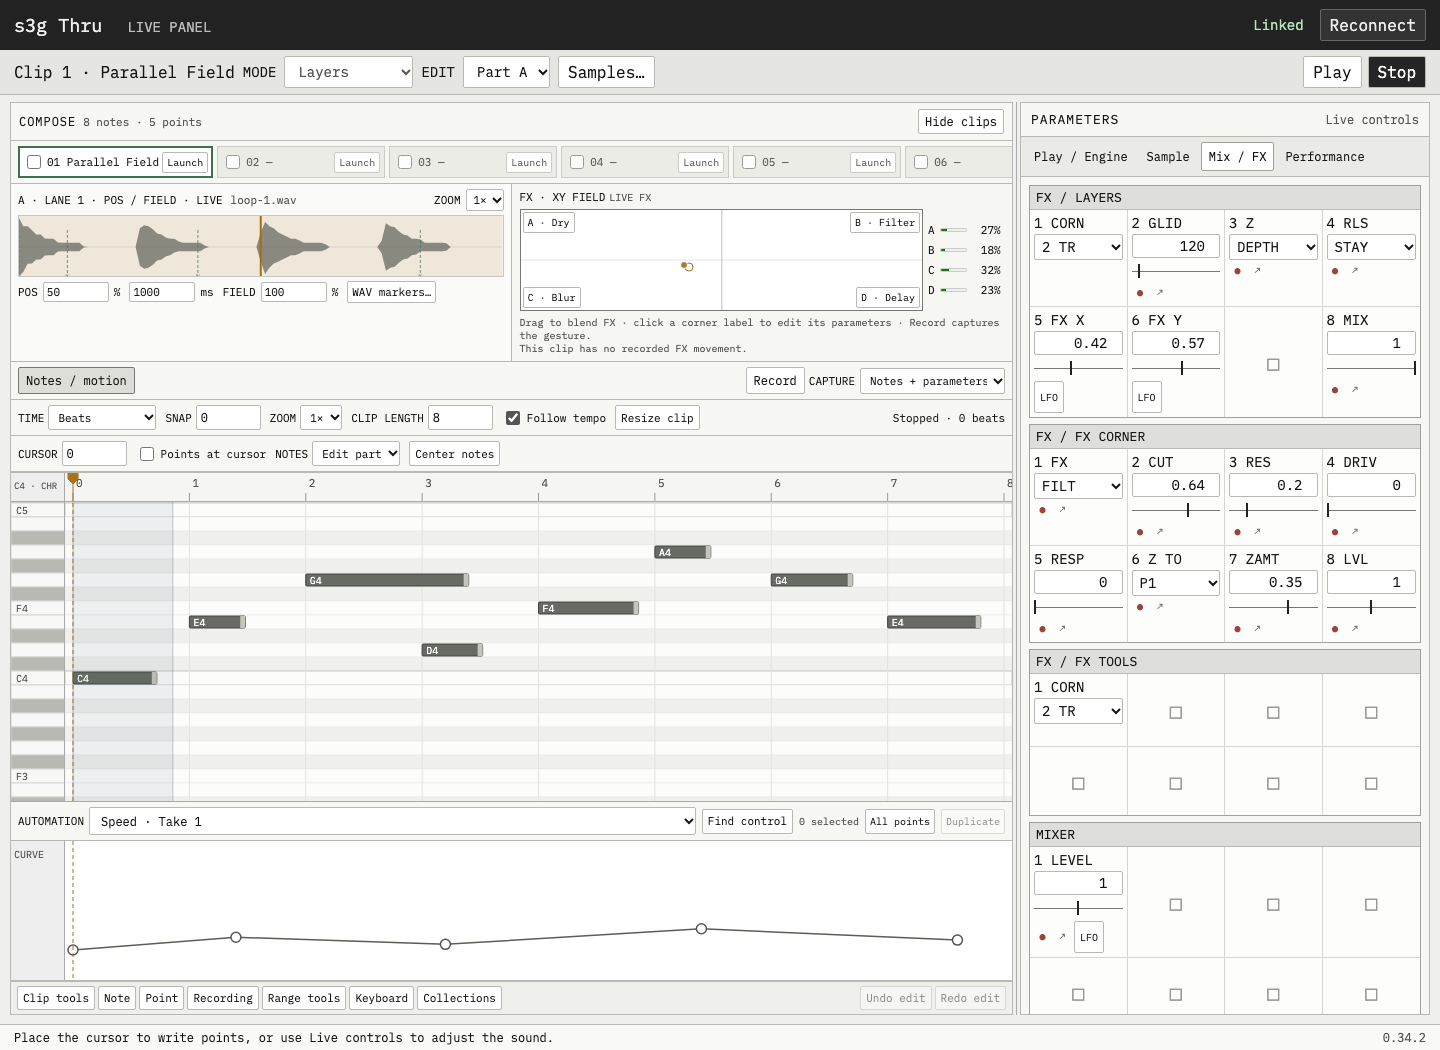 s3g Thru LIVE PANEL Linked Reconnect
Clip 1 · Parallel Field MODE Layers EDIT Part A Samples… Play Stop
COMPOSE 8 notes · 5 points Hide clips
01 Parallel Field Launch 02 — Launch 03 — Launch 04 — Launch 05 — Launch 06 —
A · LANE 1 · POS / FIELD · LIVE loop-1.wav ZOOM 1×
POS 50 % 1000 ms FIELD 100 % WAV markers…
FX · XY FIELD LIVE FX
A · Dry B · Filter
C · Blur D · Delay
A 27%
B 18%
C 32%
D 23%
Drag to blend FX · click a corner label to edit its parameters · Record captures
the gesture.
This clip has no recorded FX movement.
Notes / motion Record CAPTURE Notes + parameters
TIME Beats SNAP 0 ZOOM 1× CLIP LENGTH 8 Follow tempo Resize clip Stopped · 0 beats
CURSOR 0 Points at cursor NOTES Edit part Center notes
C4 · CHR 0 1 2 3 4 5 6 7 8
C5
A4
G4 G4
F4 F4
E4 E4
D4
C4 C4
F3
AUTOMATION Speed · Take 1 Find control 0 selected All points Duplicate
CURVE
Clip tools Note Point Recording Range tools Keyboard Collections Undo edit Redo edit
PARAMETERS Live controls
Play / Engine Sample Mix / FX Performance
FX / LAYERS
1 CORN 2 GLID 3 Z 4 RLS
2 TR 120 DEPTH STAY
5 FX X 6 FX Y 8 MIX
0.42 0.57 1
LFO LFO
FX / FX CORNER
1 FX 2 CUT 3 RES 4 DRIV
FILT 0.64 0.2 0
5 RESP 6 Z TO 7 ZAMT 8 LVL
0 P1 0.35 1
FX / FX TOOLS
1 CORN
2 TR
MIXER
1 LEVEL
1
LFO
Place the cursor to write points, or use Live controls to adjust the sound. 0.34.2